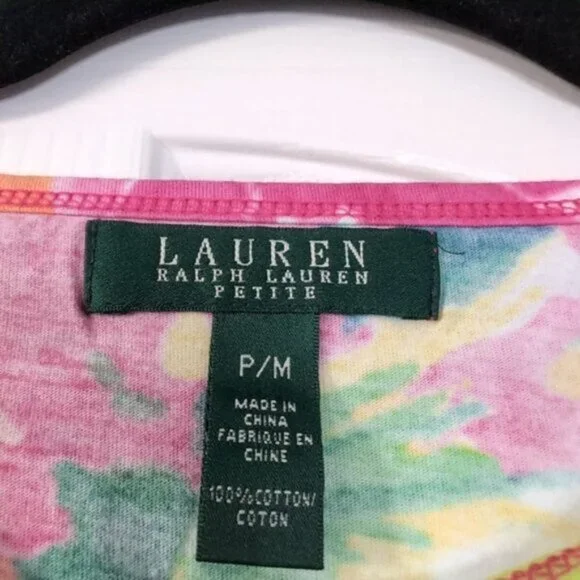 LAUREN
RALPH LAUREN
PETITE
P/M
MADE IN
CHINA
FABRIQUE EN
CHINE
100%COTTON/
COTON